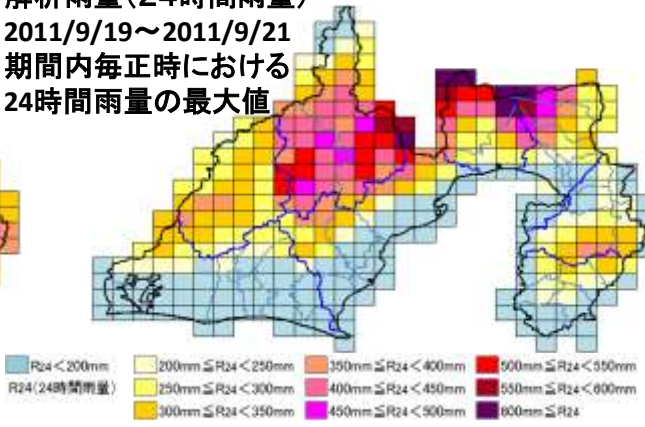 解析雨量(24時間雨量)
2011/9/19～2011/9/21
期間内毎正時における
24時間雨量の最大値
R24＜200mm
200mm≦R24＜250mm
350mm≦R24＜400mm
500mm≦R24＜550mm
R24(24時間雨量)
250mm≦R24＜300mm
400mm≦R24＜450mm
550mm≦R24＜600mm
300mm≦R24＜350mm
450mm≦R24＜500mm
600mm≦R24